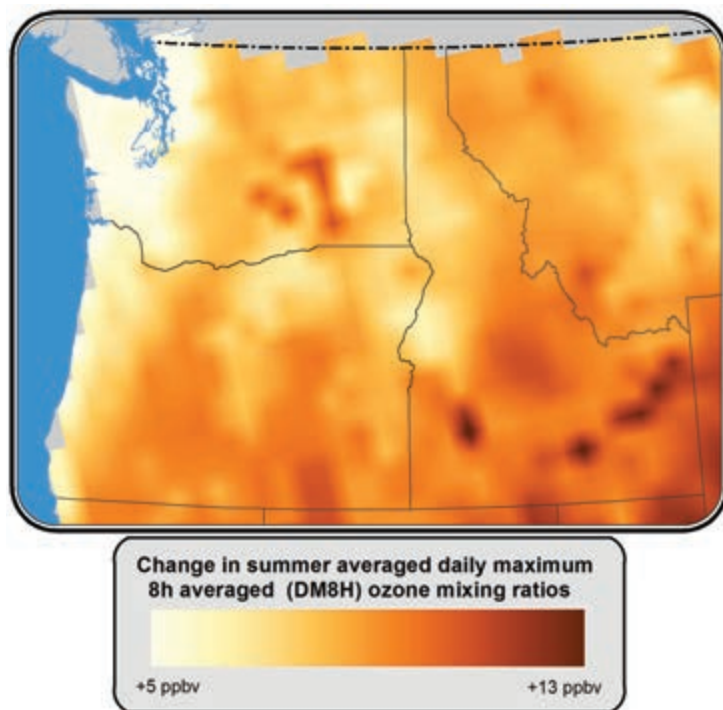 Change in summer averaged daily maximum
8h averaged (DM8H) ozone mixing ratios
+5 ppbv
+13 ppbv